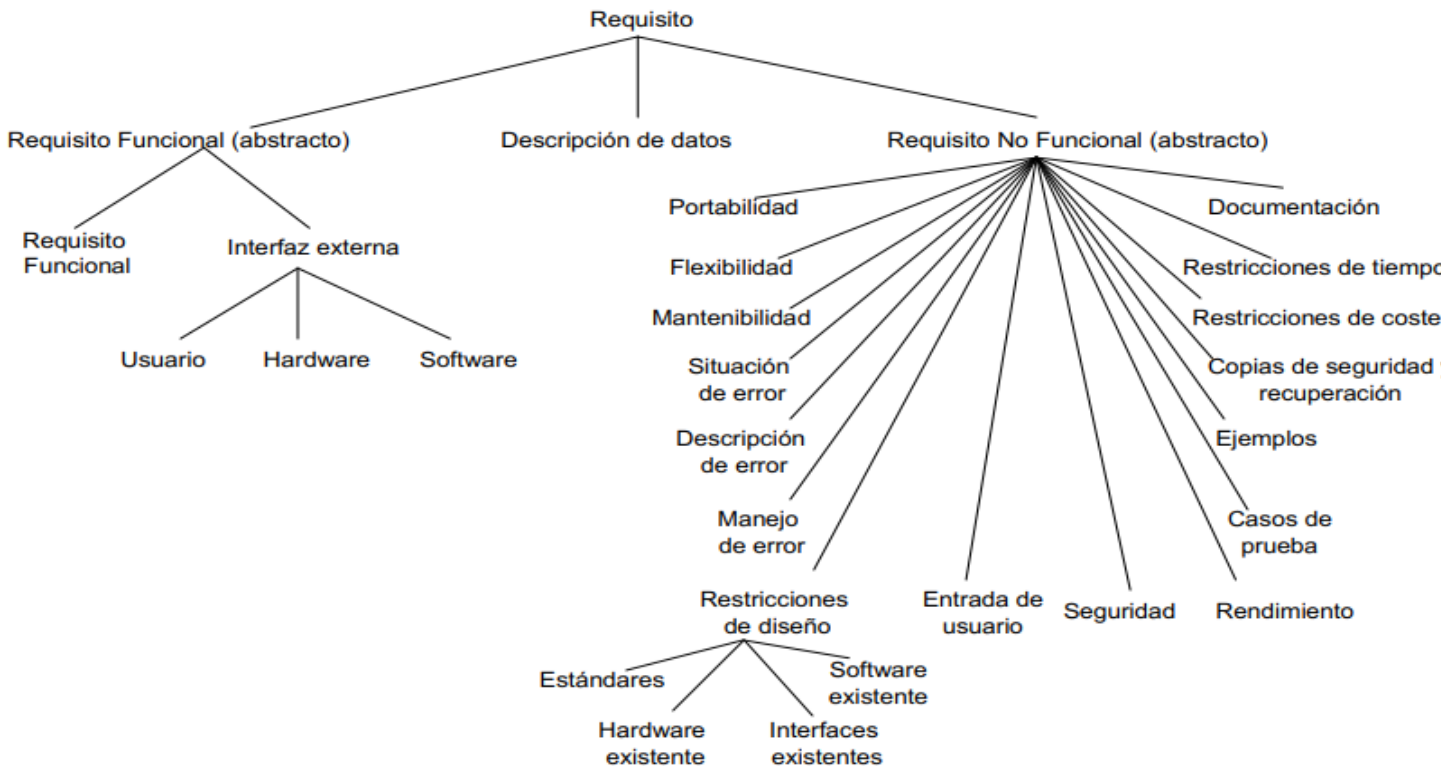 Requisito
Requisito Funcional (abstracto)
Descripción de datos
Requisito No Funcional (abstracto)
Requisito
Funcional
Interfaz externa
Usuario
Hardware
Software
Portabilidad
Flexibilidad
Mantenibilidad
Situación
de error
Descripción
de error
Manejo
de error
Restricciones
de diseño
Estándares
Hardware
existente
Interfaces
existentes
Software
existente
Entrada de
usuario
Seguridad
Rendimiento
Casos de
prueba
Ejemplos
Copias de seguridad
recuperación
Restricciones de coste
Restricciones de tiempo
Documentación